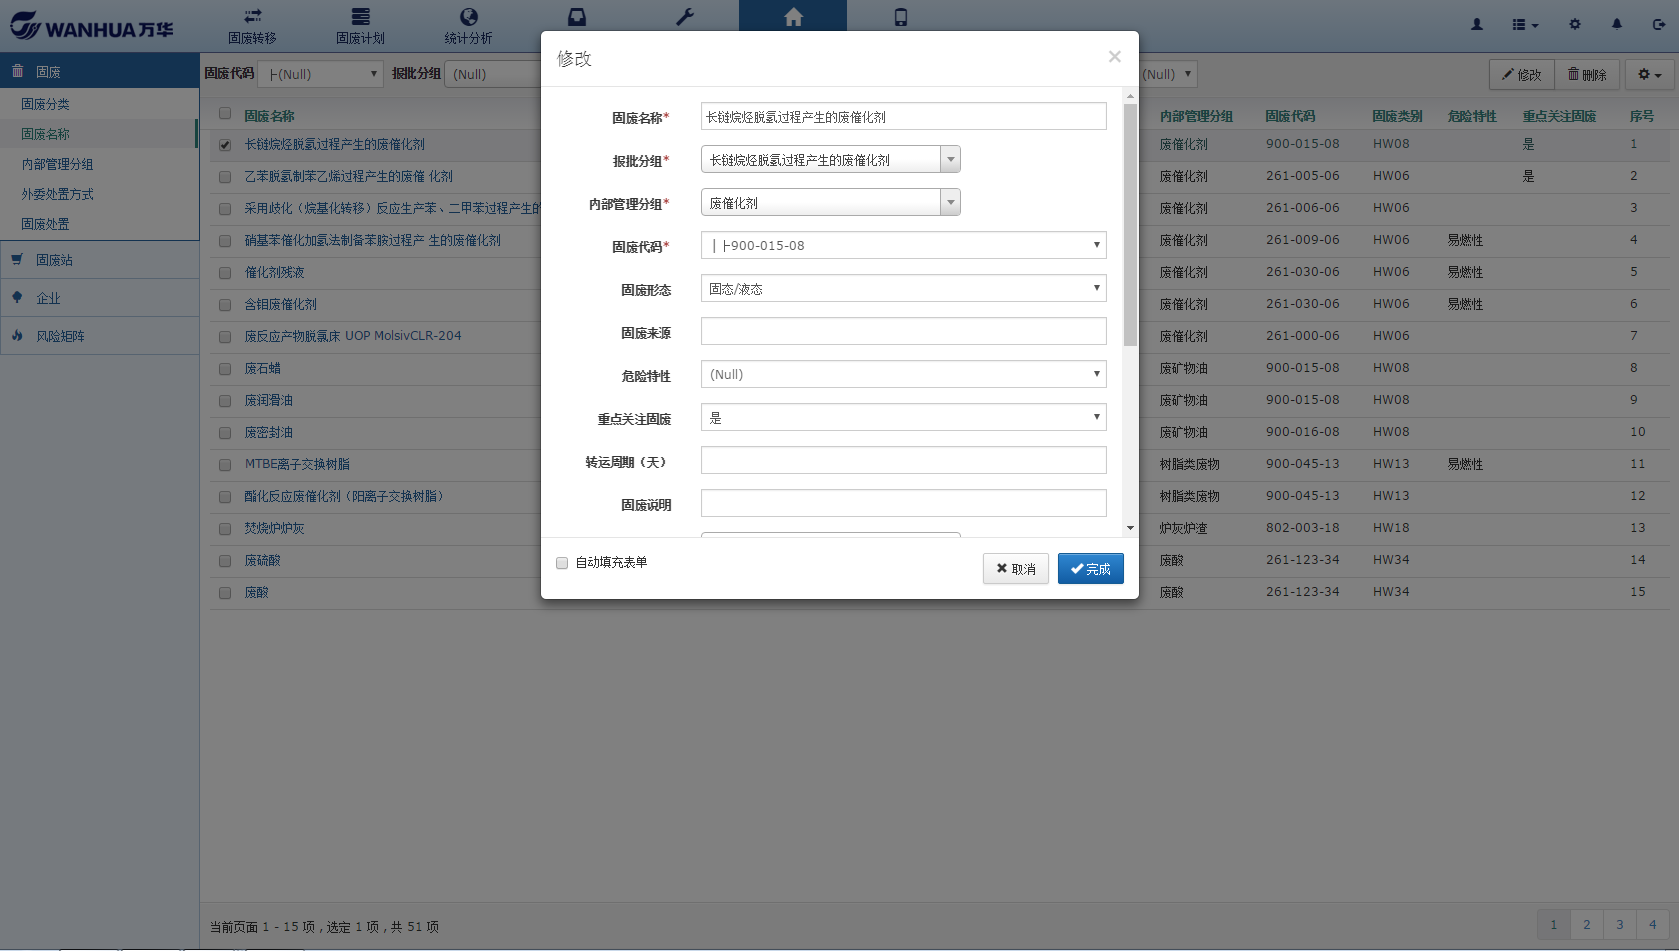 WANHUA万华
固废转移
固废计划
统计分析
固废
固废分类
固废名称
内部管理分组
外委处置方式
固废处置
固废站
企业
风险矩阵
固废代码 ├(Null) 报批分组 (Null)
(Null) 修改 删除
固废名称 内部管理分组 固废代码 固废类别 危险特性 重点关注固废 序号
长链烷烃脱氢过程产生的废催化剂 废催化剂 900-015-08 HW08 是 1
乙苯脱氢制苯乙烯过程产生的废催 化剂 废催化剂 261-005-06 HW06 是 2
采用歧化（烷基化转移）反应生产苯、二甲苯过程产生的 废催化剂 261-006-06 HW06 3
硝基苯催化加氢法制备苯胺过程产 生的废催化剂 废催化剂 261-009-06 HW06 易燃性 4
催化剂残液 废催化剂 261-030-06 HW06 易燃性 5
含钼废催化剂 废催化剂 261-030-06 HW06 易燃性 6
废反应产物脱氯床 UOP MolsivCLR-204 废催化剂 261-000-06 HW06 7
废石蜡 废矿物油 900-015-08 HW08 8
废润滑油 废矿物油 900-015-08 HW08 9
废密封油 废矿物油 900-016-08 HW08 10
MTBE离子交换树脂 树脂类废物 900-045-13 HW13 易燃性 11
酯化反应废催化剂（阳离子交换树脂） 树脂类废物 900-045-13 HW13 12
焚烧炉炉灰 炉灰炉渣 802-003-18 HW18 13
废硫酸 废酸 261-123-34 HW34 14
废酸 废酸 261-123-34 HW34 15
修改 ×
固废名称* 长链烷烃脱氢过程产生的废催化剂
报批分组* 长链烷烃脱氢过程产生的废催化剂
内部管理分组* 废催化剂
固废代码* │├900-015-08
固废形态 固态/液态
固废来源
危险特性 (Null)
重点关注固废 是
转运周期（天）
固废说明
自动填充表单 取消 完成
当前页面 1 - 15 项 , 选定 1 项 , 共 51 项 1 2 3 4